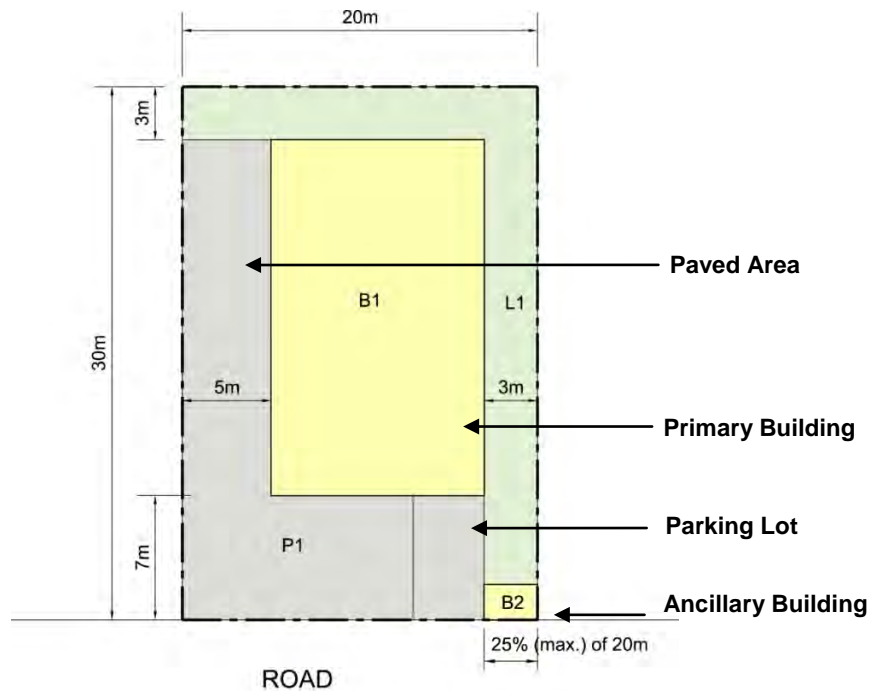 20m
3m
Paved Area
B1
L1
30m
5m
3m
Primary Building
Parking Lot
7m
P1
Ancillary Building
B2
25% (max.) of 20m
ROAD